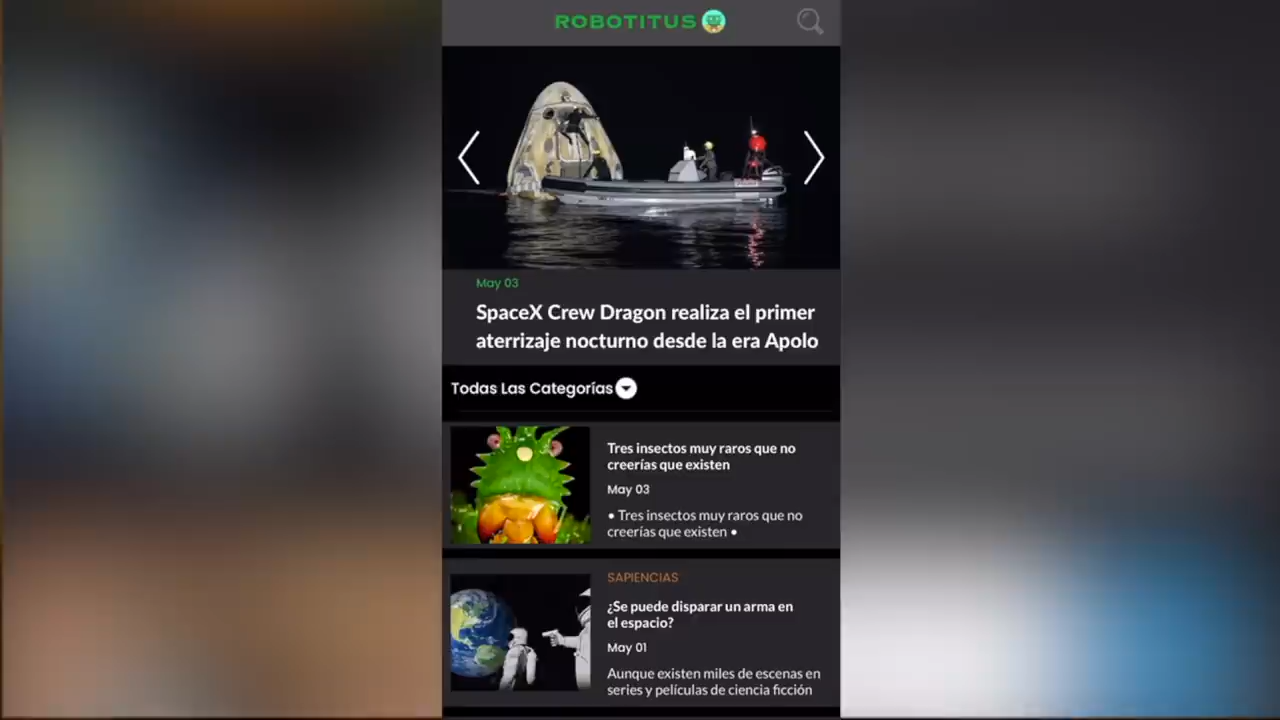 ROBOTITUS
May 03
SpaceX Crew Dragon realiza el primer
aterrizaje nocturno desde la era Apolo
Todas Las Categorías
Tres insectos muy raros que no
creerías que existen
May 03
• Tres insectos muy raros que no
creerías que existen •
SAPIENCIAS
¿Se puede disparar un arma en
el espacio?
May 01
Aunque existen miles de escenas en
series y películas de ciencia ficción